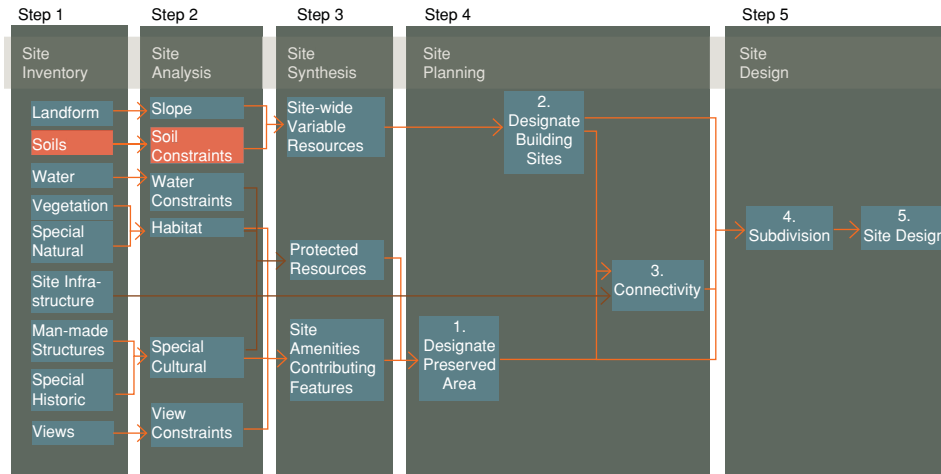 Step 1
Step 2
Step 3
Step 4
Step 5
Site
Inventory
Site
Analysis
Site
Synthesis
Site
Planning
Site
Design
Landform
Soils
Water
Vegetation
Special
Natural
Site Infra-
structure
Man-made
Structures
Special
Historic
Views
Slope
Soil
Constraints
Water
Constraints
Habitat
Special
Cultural
View
Constraints
Site-wide
Variable
Resources
Protected
Resources
Site
Amenities
Contributing
Features
2.
Designate
Building
Sites
3.
Connectivity
1.
Designate
Preserved
Area
4.
Subdivision
5.
Site Design